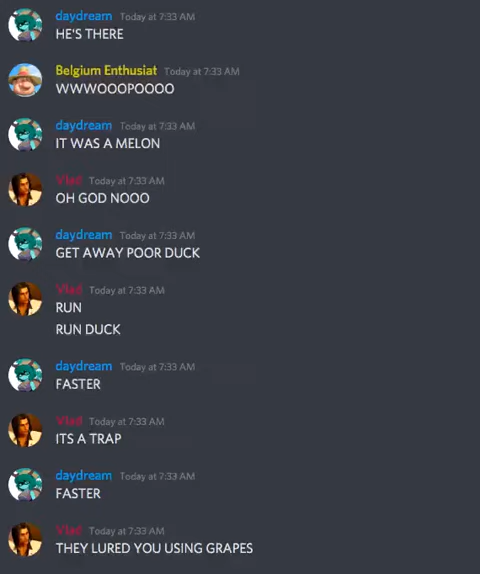 daydream Today at 7:33 AM
HE'S THERE
Belgium Enthusiat Today at 7:33 AM
WWWOOOPOOOO
daydream Today at 7:33 AM
IT WAS A MELON
Vlad Today at 7:33 AM
OH GOD NOOO
daydream Today at 7:33 AM
GET AWAY POOR DUCK
Vlad Today at 7:33 AM
RUN
RUN DUCK
daydream Today at 7:33 AM
FASTER
Vlad Today at 7:33 AM
ITS A TRAP
daydream Today at 7:33 AM
FASTER
Vlad Today at 7:33 AM
THEY LURED YOU USING GRAPES